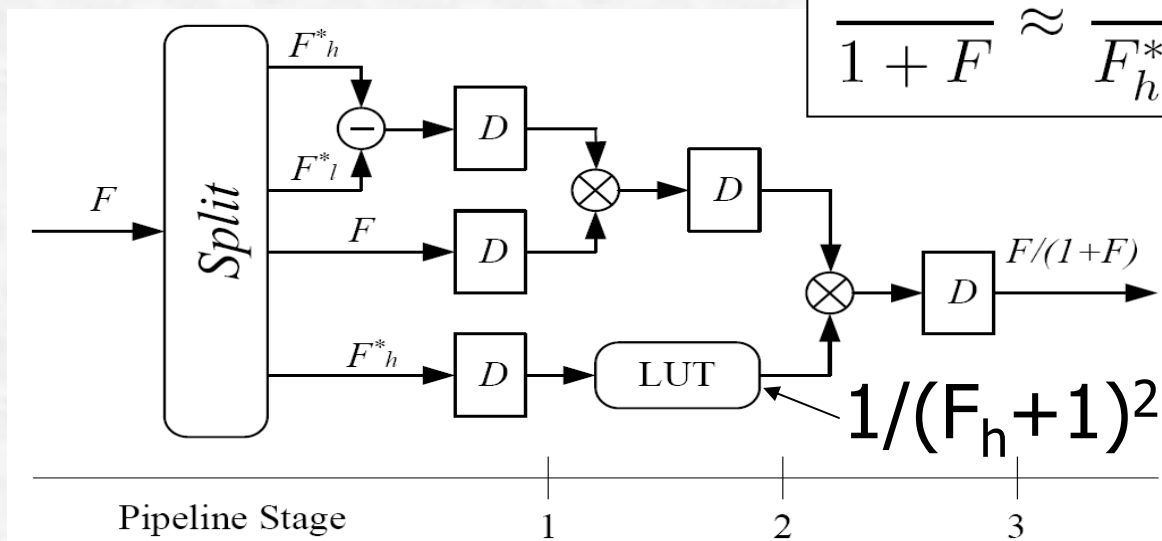 1 + F ≈ F*h
F*h
D
−
D
F*l
F
Split
F
D
⊗
⊗
D
F/(1+F)
F*h
D
LUT
1/(Fh+1)²
Pipeline Stage
1
2
3